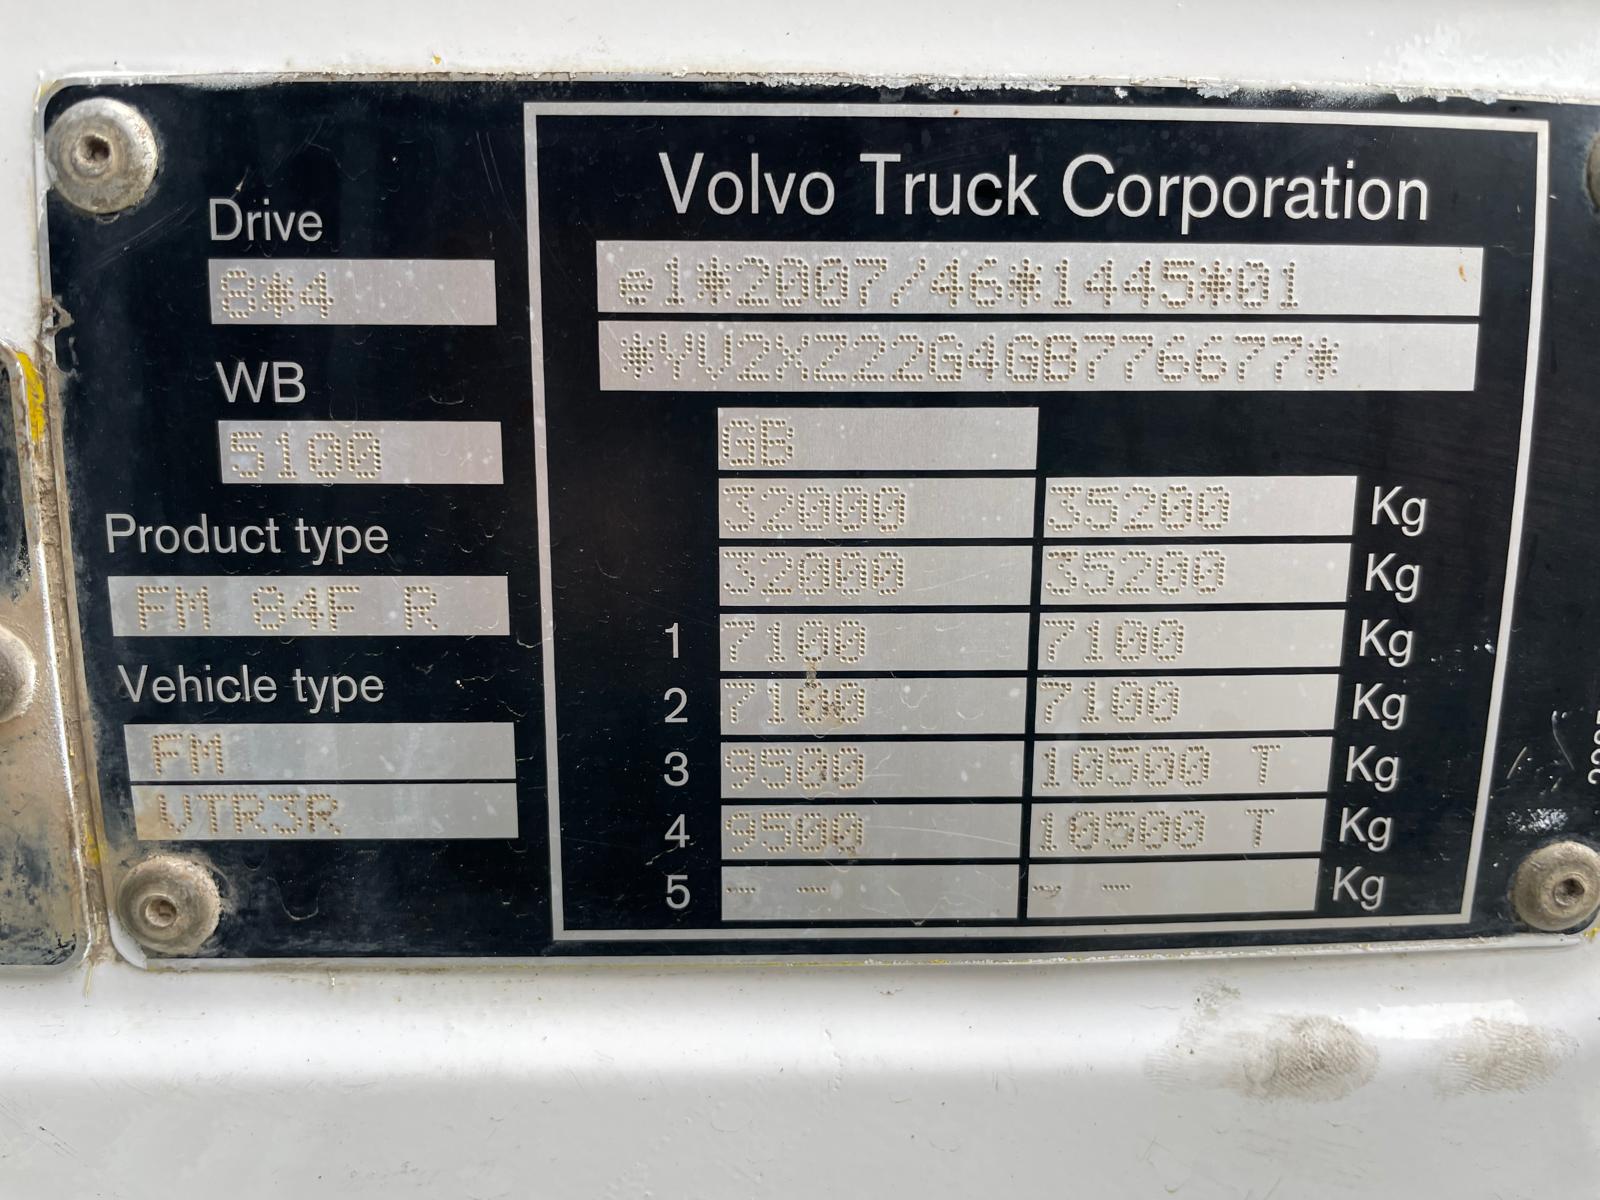 Drive
8*4
WB
5100
Product type
FM 84F R
Vehicle type
FM
VTR3R
Volvo Truck Corporation
e1*2007/46*1445*01
*YV2XZ22G4GB776677*
GB
32000 35200 Kg
32000 35200 Kg
1 7100 7100 Kg
2 7100 7100 Kg
3 9500 10500 T Kg
4 9500 10500 T Kg
5 - - - - Kg